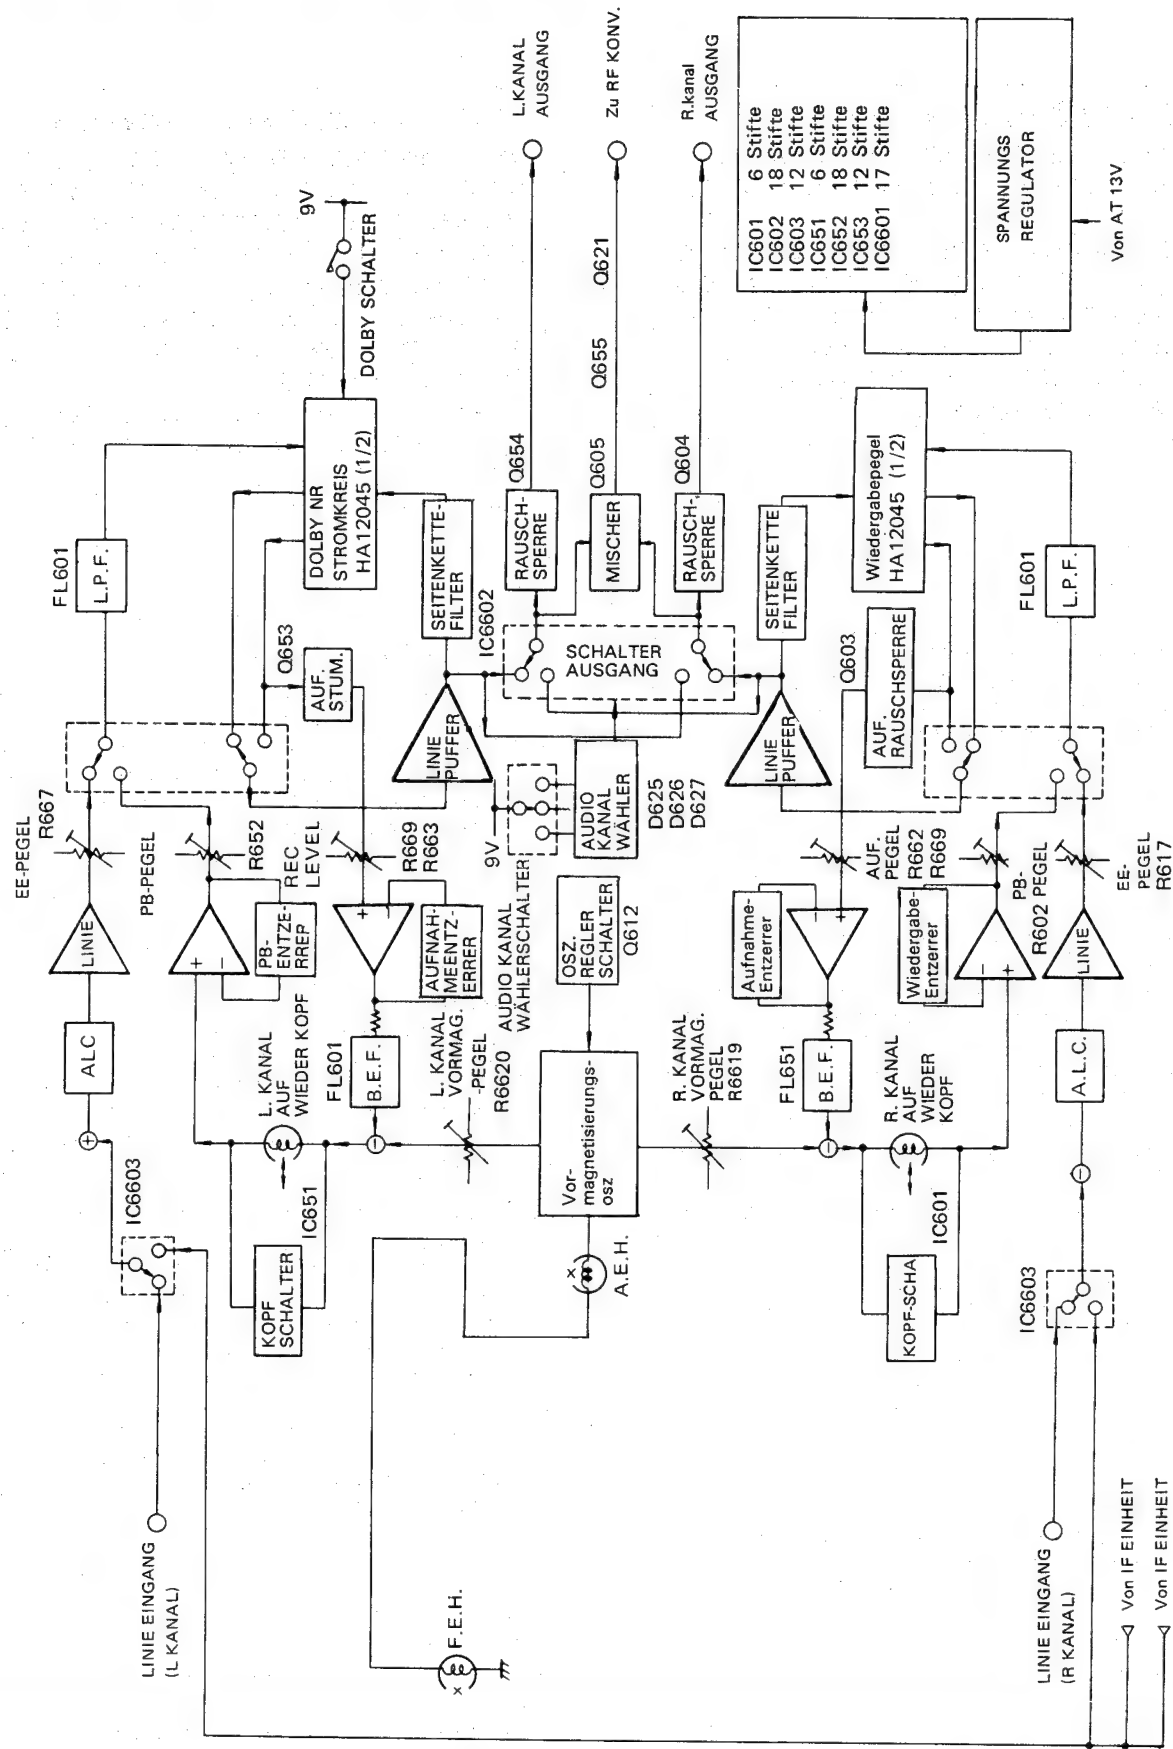 LINIE EINGANG
(L KANAL)
IC6603
ALC
LINIE
EE-PEGEL
R667
FL601
L.P.F.
PB-PEGEL
R652
PB-
ENTZE-
RREP
+
−
L. KANAL
AUF
WIEDER KOPF
IC651
KOPF
SCHALTER
REC
LEVEL
R669
R663
AUFNAH-
MEENTZ-
ERRER
+
−
FL601
B.E.F.
L. KANAL
VORMAG.
-PEGEL
R6620
Q653
AUF.
STUM.
DOLBY NR
STROMKREIS
HA12045 (1/2)
9V
DOLBY SCHALTER
SEITENKETTE-
FILTER
LINIE
PUFFER
IC6602
SCHALTER
AUSGANG
RAUSCH-
SPERRE
Q654
L.KANAL
AUSGANG
MISCHER
Q605
Q655
Q621
Zu RF KONV.
RAUSCH-
SPERRE
Q604
R.kanal
AUSGANG
AUDIO KANAL
WÄHLERSCHALTER
9V
AUDIO
KANAL
WÄHLER
D625
D626
D627
OSZ.
REGLER
SCHALTER
Q612
Vor-
magnetisierungs-
osz
A.E.H.
F.E.H.
R. KANAL
VORMAG.
PEGEL
R6619
FL651
B.E.F.
Aufnahme-
Entzerrer
−
+
AUF.
PEGEL
R662
R669
Q603
AUF.
RAUSCHSPERRE
LINIE
PUFFER
SEITENKETTE
FILTER
Wiedergabepegel
HA12045 (1/2)
FL601
L.P.F.
R. KANAL
AUF
WIEDER
KOPF
IC601
KOPF-SCHA
Wiedergabe-
Entzerrer
−
+
PB-
PEGEL
R602
LINIE
EE-
PEGEL
R617
A.L.C.
IC6603
LINIE EINGANG
(R KANAL)
Von IF EINHEIT
Von IF EINHEIT
IC601 6 Stifte
IC602 18 Stifte
IC603 12 Stifte
IC651 6 Stifte
IC652 18 Stifte
IC653 12 Stifte
IC6601 17 Stifte
SPANNUNGS
REGULATOR
Von AT 13V